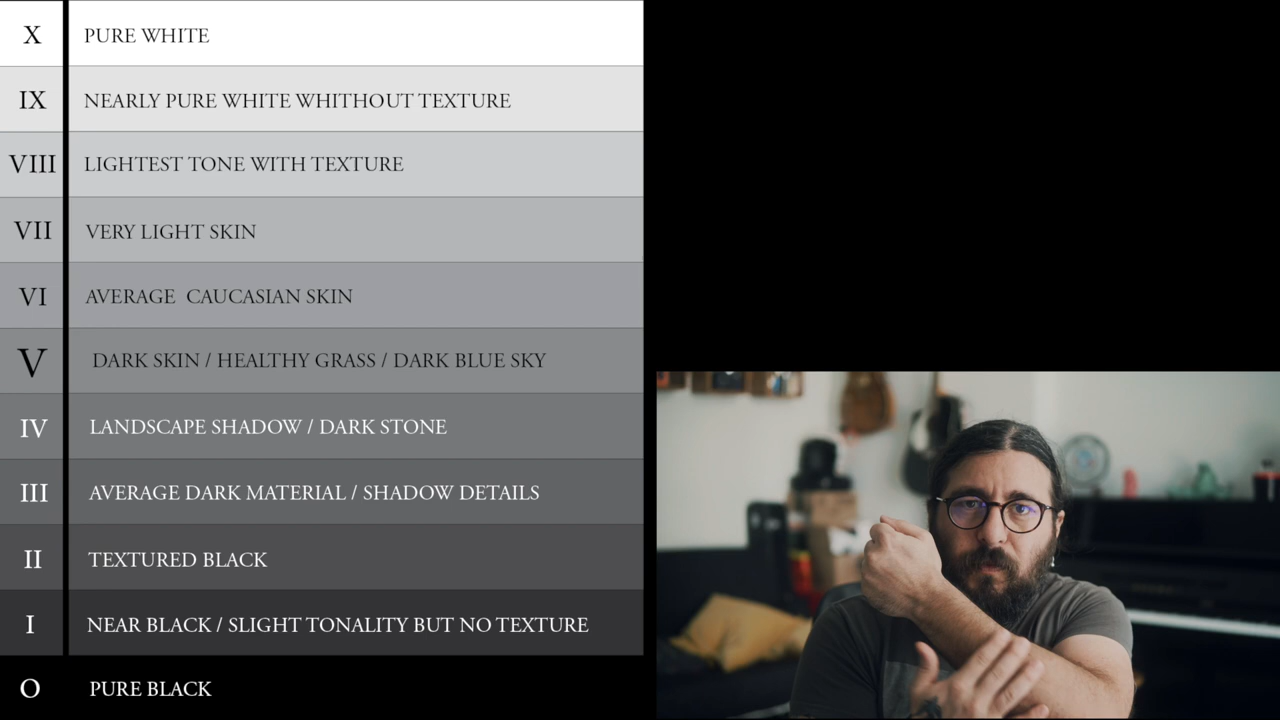 X PURE WHITE
IX NEARLY PURE WHITE WHITHOUT TEXTURE
VIII LIGHTEST TONE WITH TEXTURE
VII VERY LIGHT SKIN
VI AVERAGE CAUCASIAN SKIN
V DARK SKIN / HEALTHY GRASS / DARK BLUE SKY
IV LANDSCAPE SHADOW / DARK STONE
III AVERAGE DARK MATERIAL / SHADOW DETAILS
II TEXTURED BLACK
I NEAR BLACK / SLIGHT TONALITY BUT NO TEXTURE
O PURE BLACK